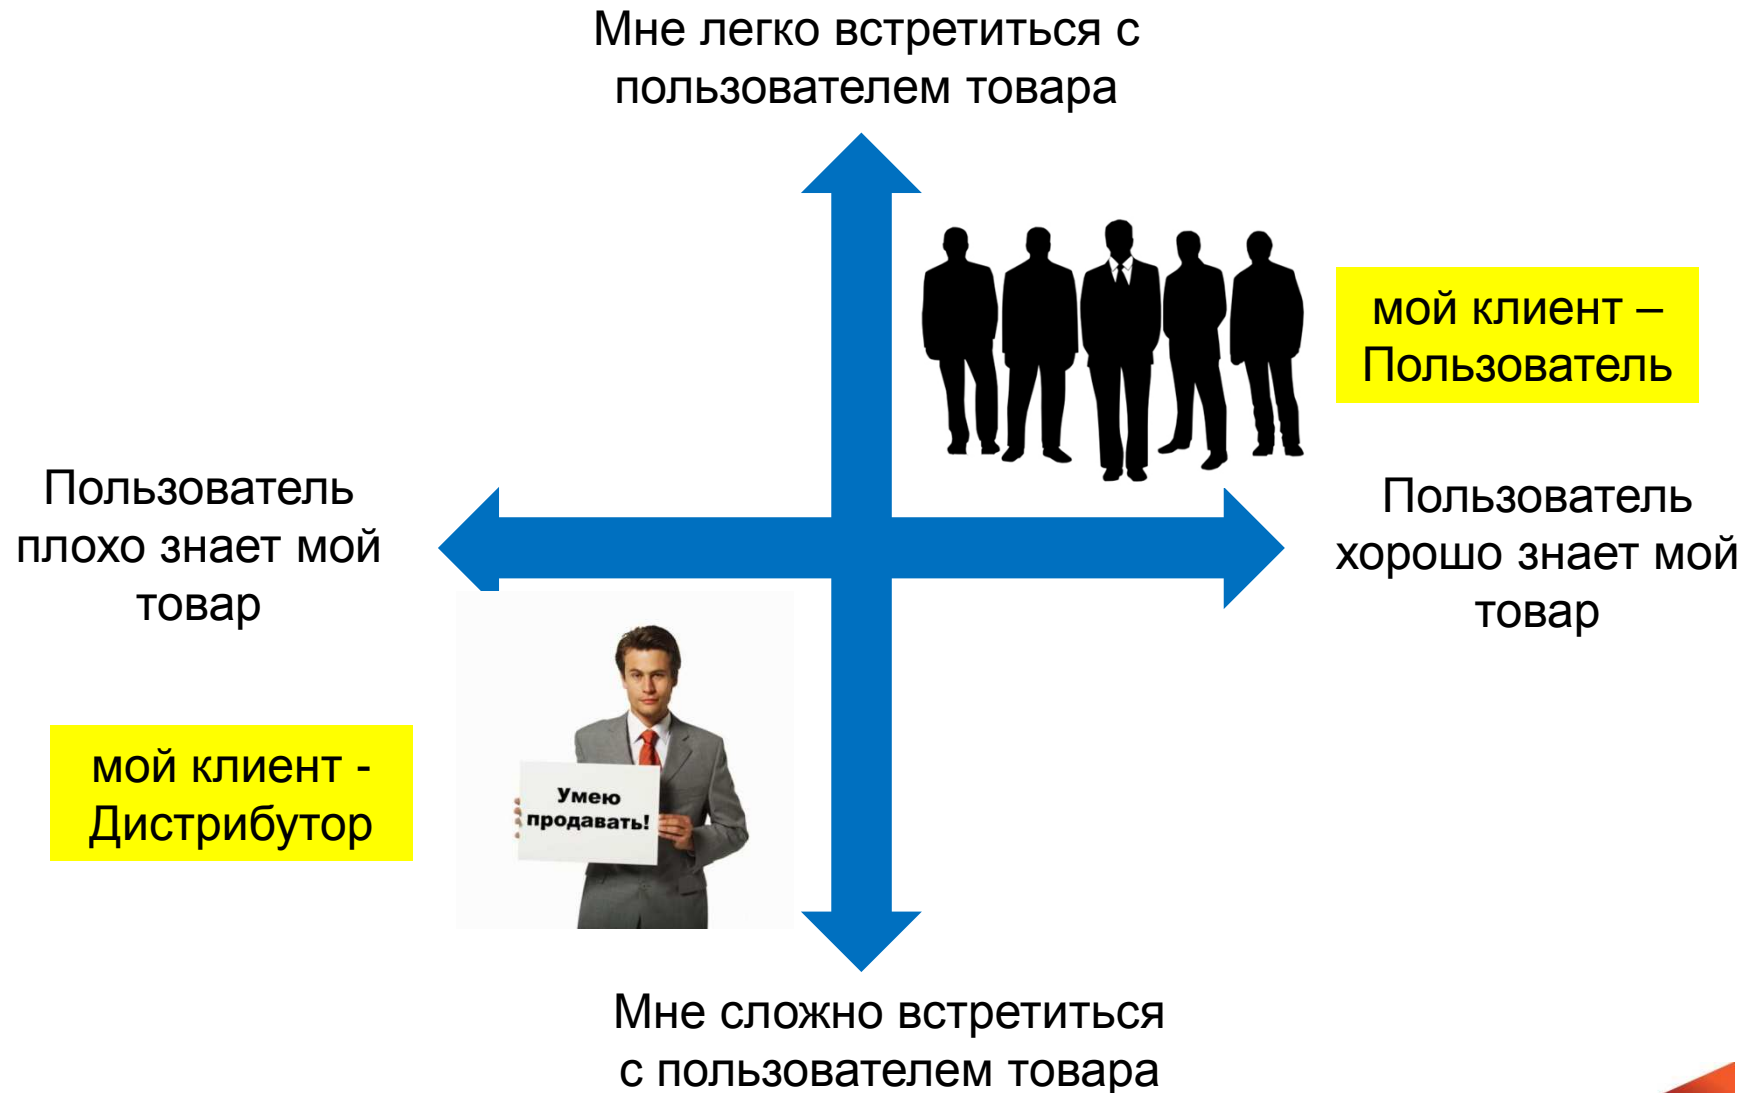 Мне легко встретиться с
пользователем товара
мой клиент –
Пользователь
Пользователь
плохо знает мой
товар
Пользователь
хорошо знает мой
товар
мой клиент -
Дистрибутор
Умею
продавать!
Мне сложно встретиться
с пользователем товара